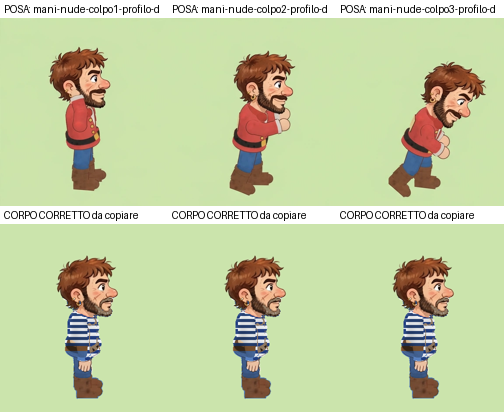 POSA: mani-nude-colpo1-profilo-d
POSA: mani-nude-colpo2-profilo-d
POSA: mani-nude-colpo3-profilo-d
CORPO CORRETTO da copiare
CORPO CORRETTO da copiare
CORPO CORRETTO da copiare